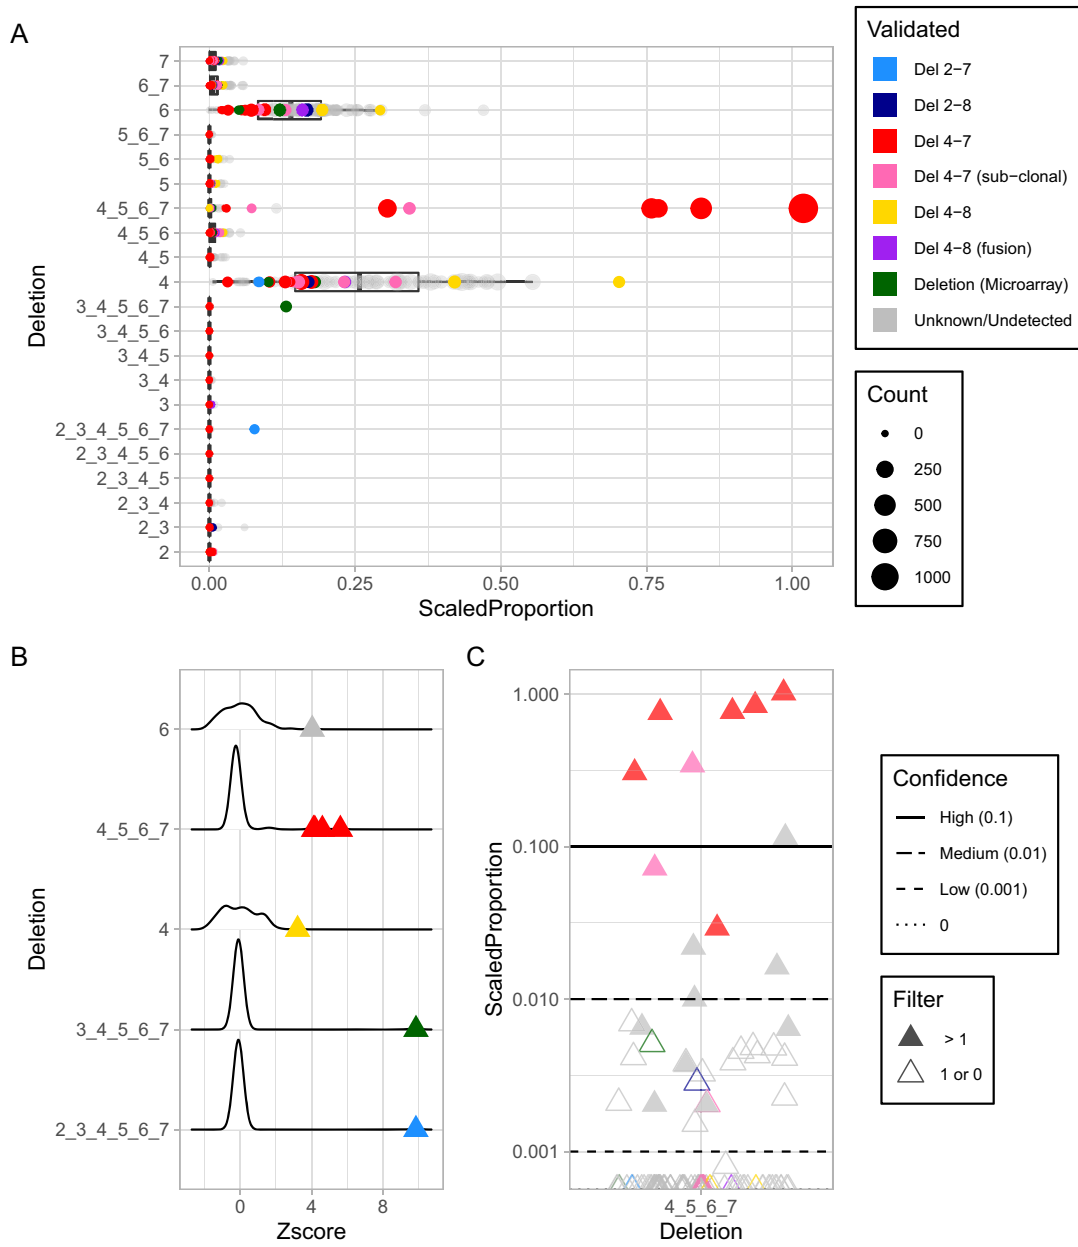 A
Deletion
7
6_7
6
5_6_7
5_6
5
4_5_6_7
4_5_6
4_5
4
3_4_5_6_7
3_4_5_6
3_4_5
3_4
3
2_3_4_5_6_7
2_3_4_5_6
2_3_4_5
2_3_4
2_3
2
0.00 0.25 0.50 0.75 1.00
ScaledProportion
Validated
Del 2−7
Del 2−8
Del 4−7
Del 4−7 (sub−clonal)
Del 4−8
Del 4−8 (fusion)
Deletion (Microarray)
Unknown/Undetected
Count
0
250
500
750
1000
B
Deletion
6
4_5_6_7
4
3_4_5_6_7
2_3_4_5_6_7
0 4 8
Zscore
C
ScaledProportion
1.000
0.100
0.010
0.001
4_5_6_7
Deletion
Confidence
High (0.1)
Medium (0.01)
Low (0.001)
0
Filter
> 1
1 or 0